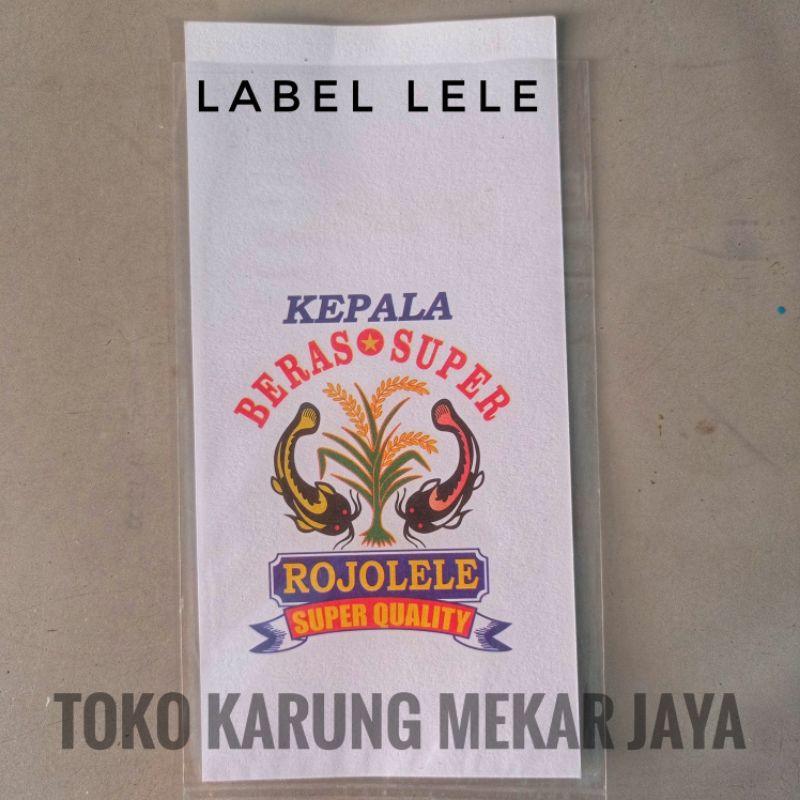 LABEL LELE
KEPALA
BERAS SUPER
ROJOLELE
SUPER QUALITY
TOKO KARUNG MEKAR JAYA